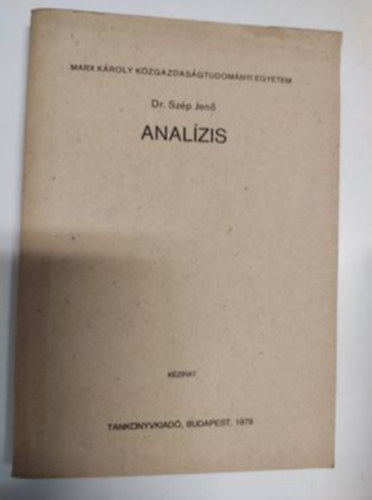 MARX KÁROLY KÖZGAZDASÁGTUDOMÁNYI EGYETEM
Dr. Szép Jenő
ANALÍZIS
KÉZIRAT
TANKÖNYVKIADÓ, BUDAPEST, 1978